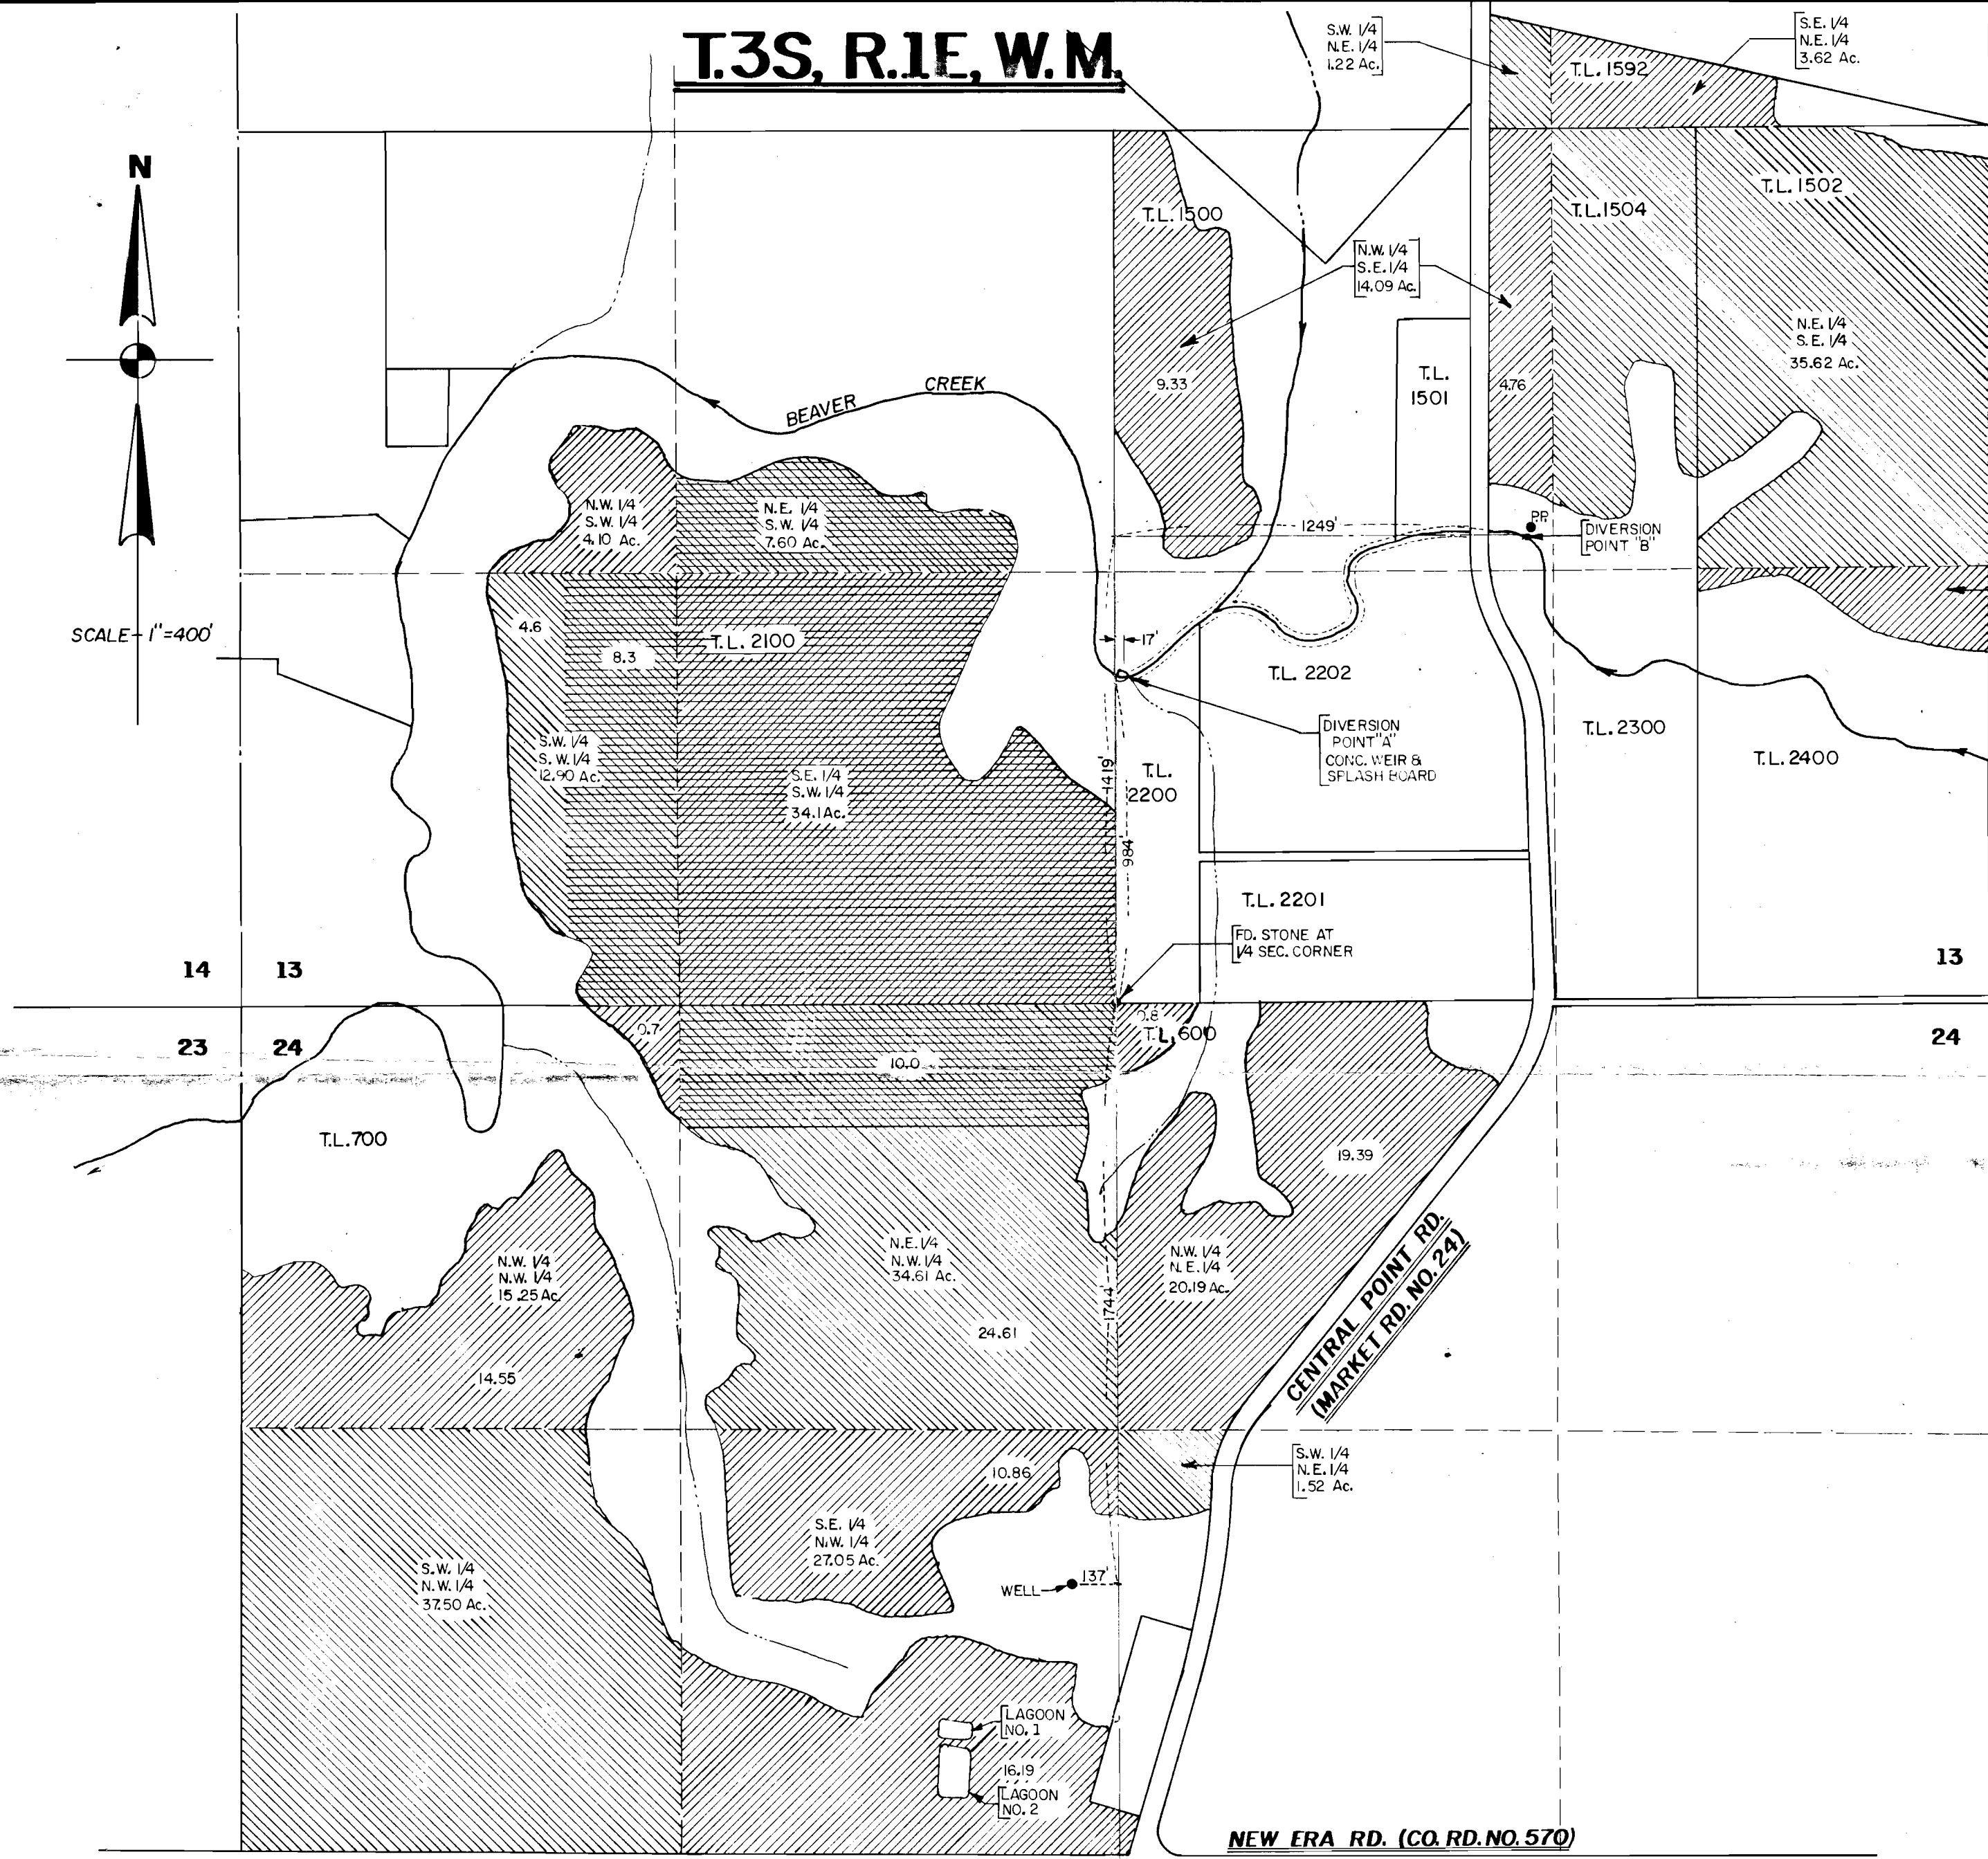 T.3S, R.1E, W.M.
S.W. 1/4
N.E. 1/4
1.22 Ac.
S.E. 1/4
N.E. 1/4
3.62 Ac.
T.L. 1592
N
T.L. 1500
T.L. 1504
T.L. 1502
N.W. 1/4
S.E. 1/4
14.09 Ac.
N.E. 1/4
S.E. 1/4
35.62 Ac.
9.33
T.L.
1501
4.76
BEAVER CREEK
N.W. 1/4
S.W. 1/4
4.10 Ac.
N.E. 1/4
S.W. 1/4
7.60 Ac.
1249'
P.P.
DIVERSION
POINT "B"
SCALE - 1"=400'
4.6
8.3
T.L. 2100
17'
T.L. 2202
S.W. 1/4
S.W. 1/4
12.90 Ac.
S.E. 1/4
S.W. 1/4
34.1 Ac.
1419'
984'
T.L.
2200
DIVERSION
POINT "A"
CONC. WEIR &
SPLASH BOARD
T.L. 2300
T.L. 2400
T.L. 2201
FD. STONE AT
1/4 SEC. CORNER
14 13
13
23 24
24
0.7
10.0
0.8
T.L. 600
T.L. 700
19.39
N.W. 1/4
N.W. 1/4
15.25 Ac.
N.E. 1/4
N.W. 1/4
34.61 Ac.
N.W. 1/4
N.E. 1/4
20.19 Ac.
1744'
24.61
14.55
CENTRAL POINT RD.
(MARKET RD. NO. 24)
10.86
S.W. 1/4
N.E. 1/4
1.52 Ac.
S.E. 1/4
N.W. 1/4
27.05 Ac.
S.W. 1/4
N.W. 1/4
37.50 Ac.
WELL
137'
LAGOON
NO. 1
16.19
LAGOON
NO. 2
NEW ERA RD. (CO. RD. NO. 570)